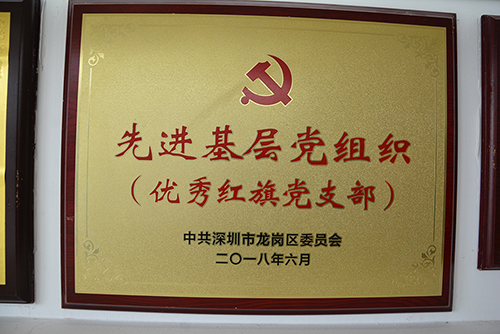 先进基层党组织
（优秀红旗党支部）
中共深圳市龙岗区委员会
二〇一八年六月